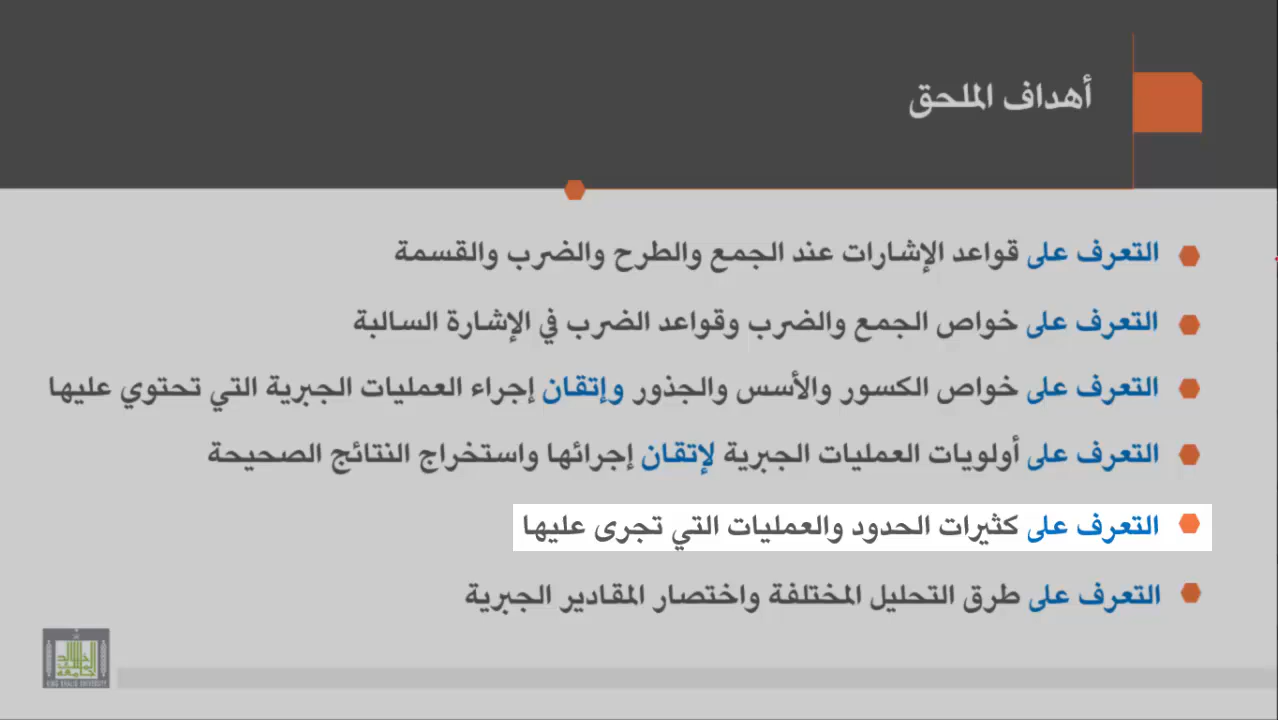 أهداف الملحق
التعرف على قواعد الإشارات عند الجمع والطرح والضرب والقسمة
التعرف على خواص الجمع والضرب وقواعد الضرب في الإشارة السالبة
التعرف على خواص الكسور والأسس والجذور وإتقان إجراء العمليات الجبرية التي تحتوي عليها
التعرف على أولويات العمليات الجبرية لإتقان إجرائها واستخراج النتائج الصحيحة
التعرف على كثيرات الحدود والعمليات التي تجرى عليها
التعرف على طرق التحليل المختلفة واختصار المقادير الجبرية
KING KHALID UNIVERSITY